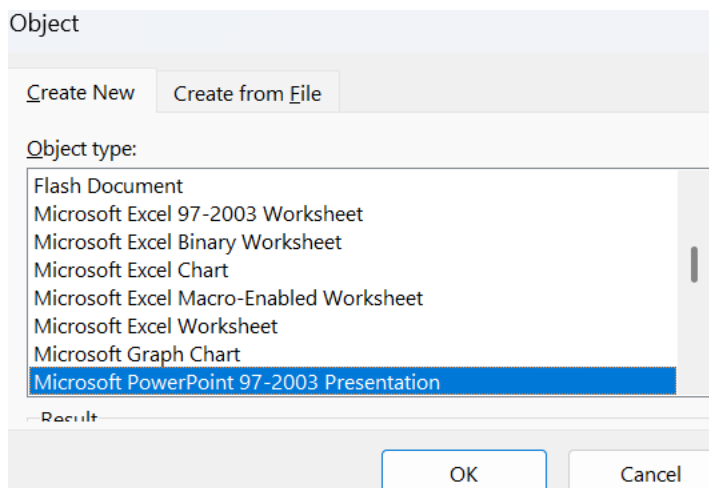 Object
Create New
Create from File
Object type:
Flash Document
Microsoft Excel 97-2003 Worksheet
Microsoft Excel Binary Worksheet
Microsoft Excel Chart
Microsoft Excel Macro-Enabled Worksheet
Microsoft Excel Worksheet
Microsoft Graph Chart
Microsoft PowerPoint 97-2003 Presentation
Result
OK
Cancel